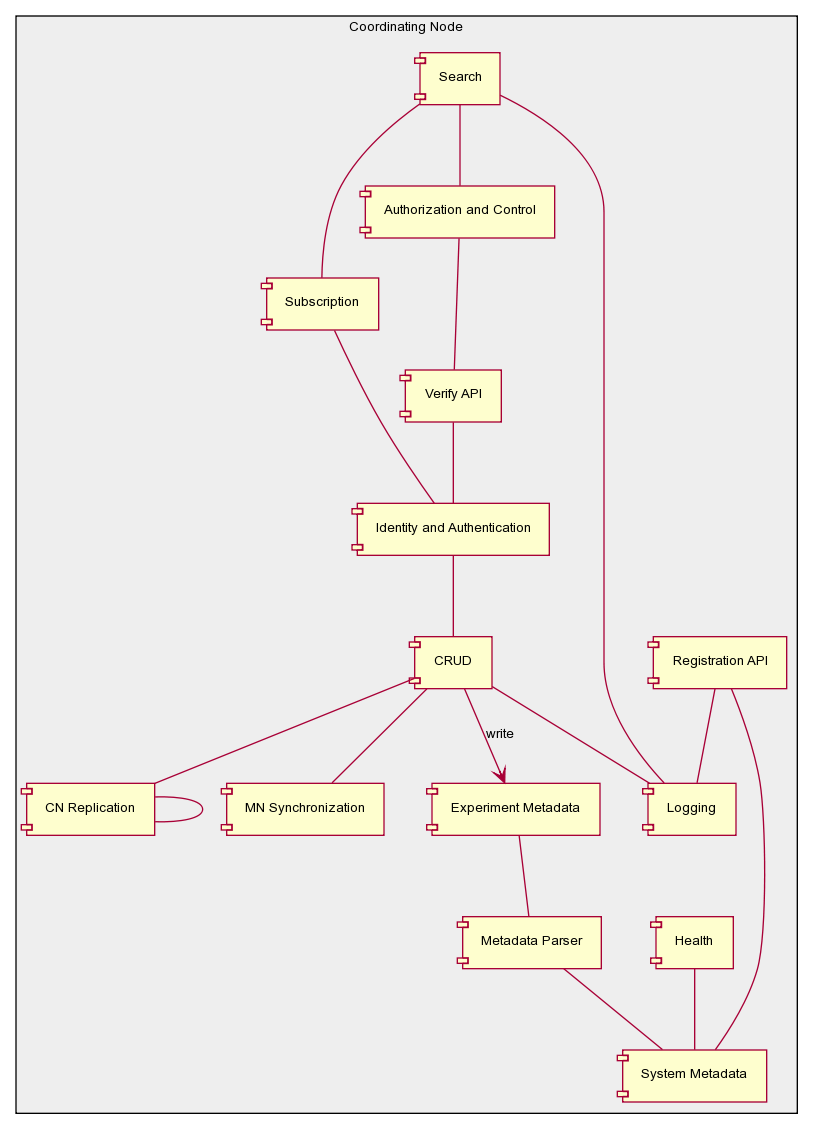 Coordinating Node
Search
Authorization and Control
Subscription
Verify API
Identity and Authentication
CRUD
Registration API
write
CN Replication
MN Synchronization
Experiment Metadata
Logging
Metadata Parser
Health
System Metadata